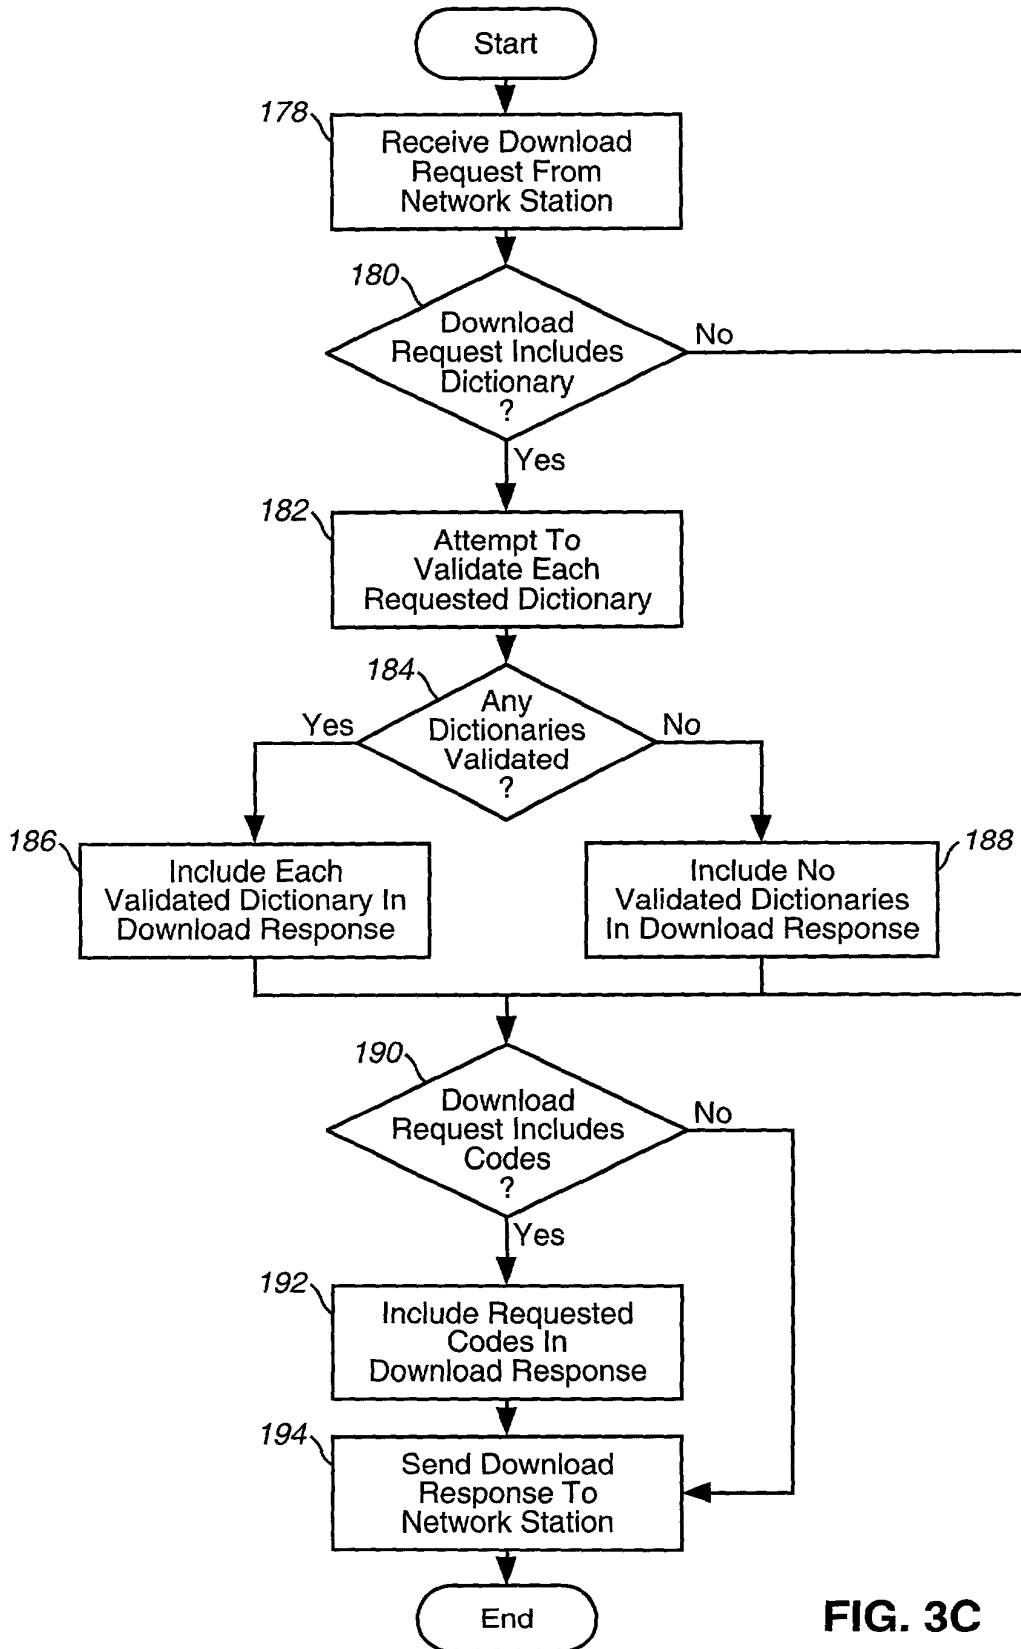 Start
178
Receive Download
Request From
Network Station
180
Download
Request Includes
Dictionary
?
No
Yes
182
Attempt To
Validate Each
Requested Dictionary
184
Any
Dictionaries
Validated
?
Yes
No
186
Include Each
Validated Dictionary In
Download Response
188
Include No
Validated Dictionaries
In Download Response
190
Download
Request Includes
Codes
?
No
Yes
192
Include Requested
Codes In
Download Response
194
Send Download
Response To
Network Station
End
FIG. 3C